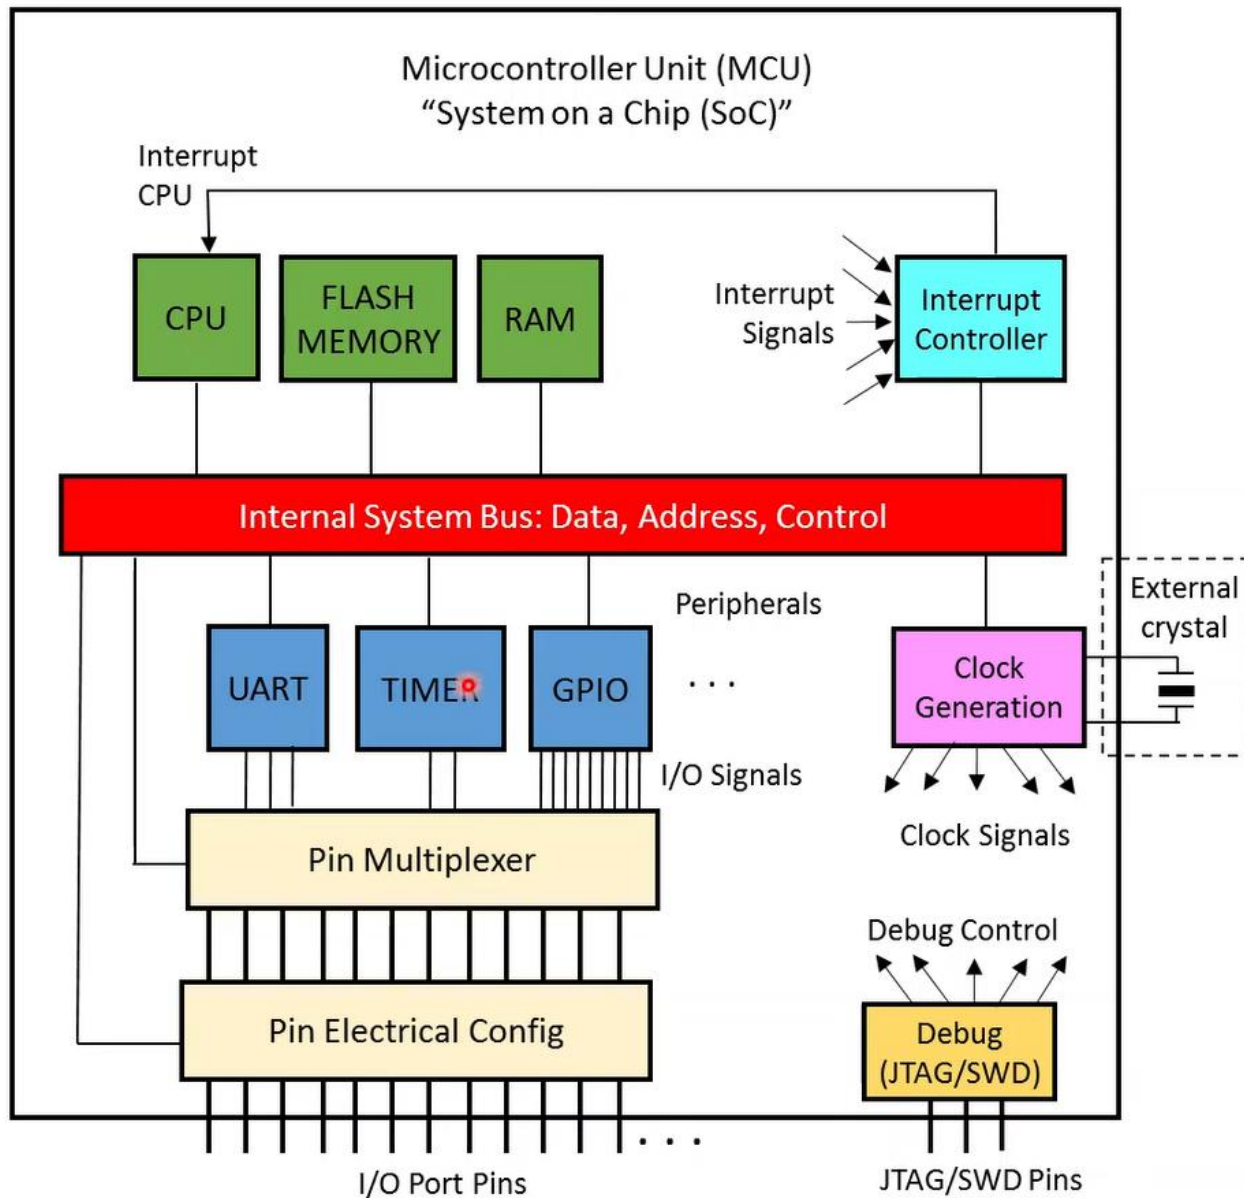 Microcontroller Unit (MCU)
“System on a Chip (SoC)”
Interrupt
CPU
CPU
FLASH
MEMORY
RAM
Interrupt
Signals
Interrupt
Controller
Internal System Bus: Data, Address, Control
Peripherals
External
crystal
UART
TIMER
GPIO
. . .
Clock
Generation
I/O Signals
Clock Signals
Pin Multiplexer
Debug Control
Pin Electrical Config
Debug
(JTAG/SWD)
. . .
I/O Port Pins
JTAG/SWD Pins